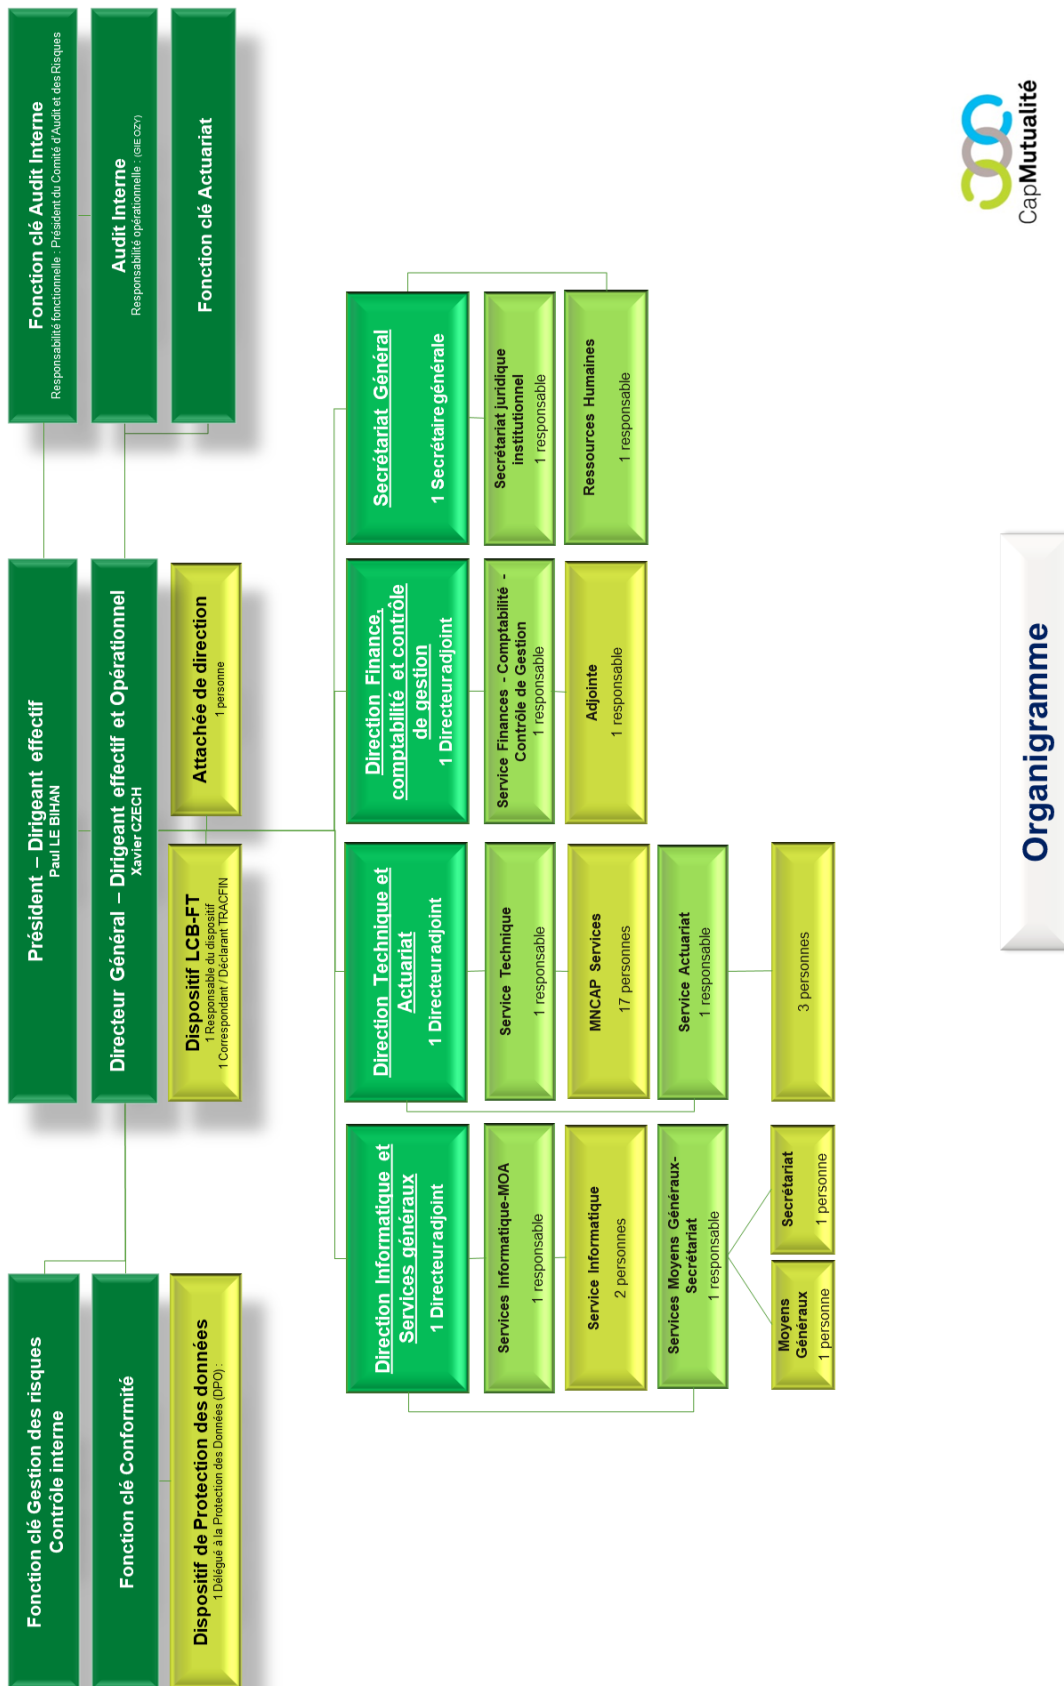 Organigramme
CapMutualité
Fonction clé Gestion des risques
Contrôle interne
Fonction clé Conformité
Dispositif de Protection des données
1 Délégué à la Protection des Données (DPO) :
Président – Dirigeant effectif
Paul LE BIHAN
Directeur Général – Dirigeant effectif et Opérationnel
Xavier CZECH
Dispositif LCB-FT
1 Responsable du dispositif
1 Correspondant / Déclarant TRACFIN
Attachée de direction
1 personne
Fonction clé Audit Interne
Responsabilité fonctionnelle : Président du Comité d'Audit et des Risques
Audit Interne
Responsabilité opérationnelle : (GIE OZY)
Fonction clé Actuariat
Direction Informatique et
Services généraux
1 Directeur adjoint
Services Informatique-MOA
1 responsable
Service Informatique
2 personnes
Services Moyens Généraux-
Secrétariat
1 responsable
Moyens
Généraux
1 personne
Secrétariat
1 personne
Direction Technique et
Actuariat
1 Directeur adjoint
Service Technique
1 responsable
MNCAP Services
17 personnes
Service Actuariat
1 responsable
3 personnes
Direction Finance,
comptabilité et contrôle
de gestion
1 Directeur adjoint
Service Finances - Comptabilité -
Contrôle de Gestion
1 responsable
Adjointe
1 responsable
Secrétariat Général
1 Secrétaire générale
Secrétariat juridique
institutionnel
1 responsable
Ressources Humaines
1 responsable